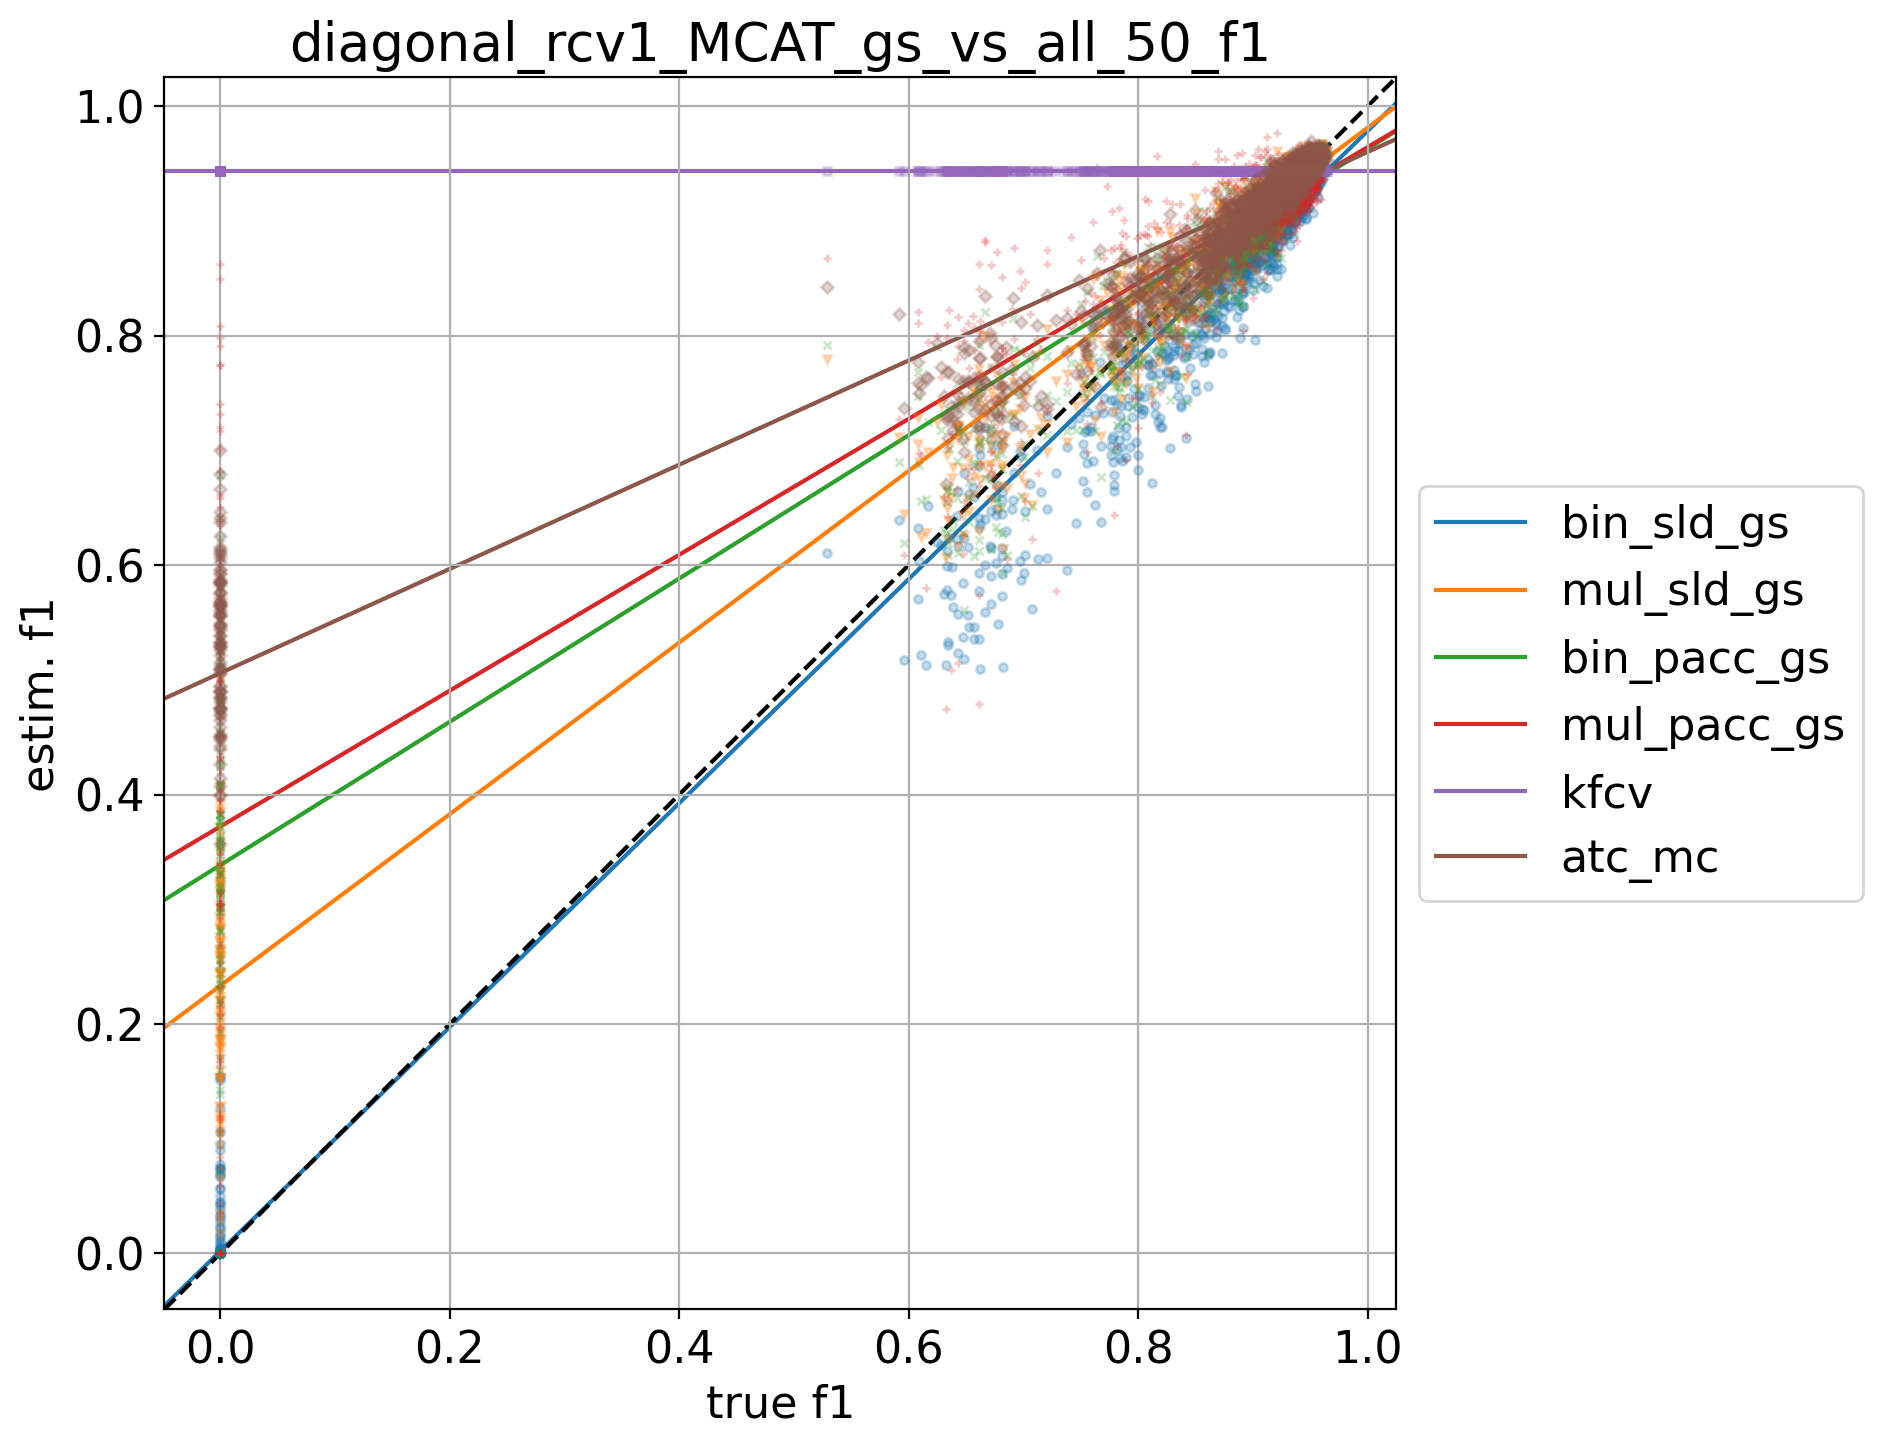 diagonal_rcv1_MCAT_gs_vs_all_50_f1
1.0
0.8
0.6
0.4
0.2
0.0
estim. f1
0.0 0.2 0.4 0.6 0.8 1.0
true f1
bin_sld_gs
mul_sld_gs
bin_pacc_gs
mul_pacc_gs
kfcv
atc_mc